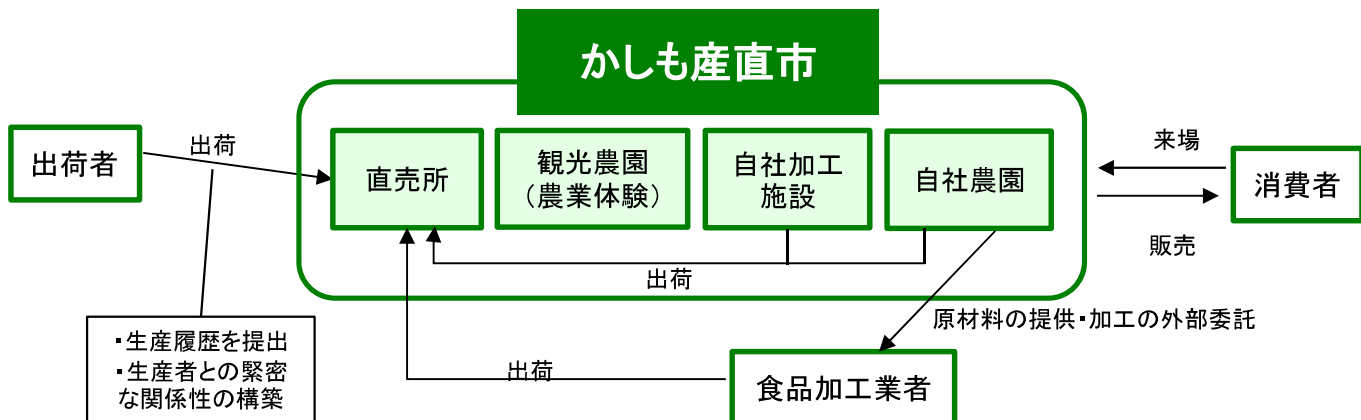 かしも産直市
出荷者
出荷
直売所
観光農園
（農業体験）
自社加工
施設
自社農園
来場
消費者
販売
出荷
原材料の提供・加工の外部委託
・生産履歴を提出
・生産者との緊密
な関係性の構築
出荷
食品加工業者